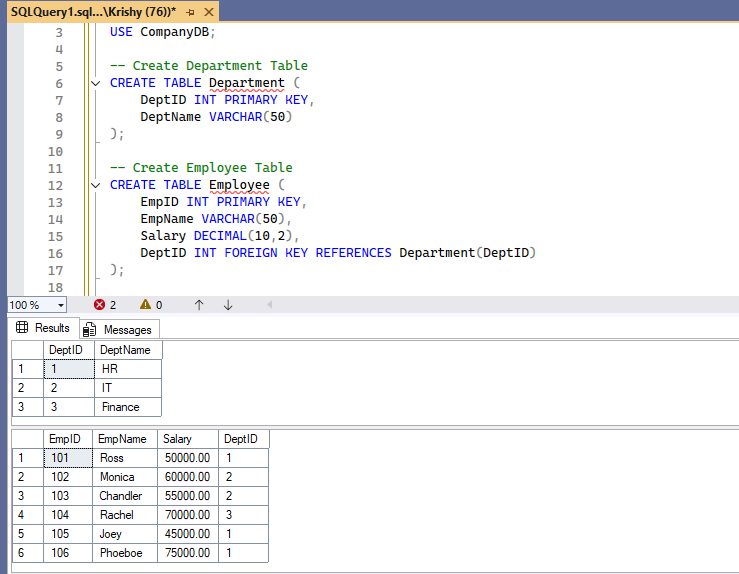 SQLQuery1.sql...\Krishy (76))*
3 USE CompanyDB;
4
5 -- Create Department Table
6 CREATE TABLE Department (
7 DeptID INT PRIMARY KEY,
8 DeptName VARCHAR(50)
9 );
10
11 -- Create Employee Table
12 CREATE TABLE Employee (
13 EmpID INT PRIMARY KEY,
14 EmpName VARCHAR(50),
15 Salary DECIMAL(10,2),
16 DeptID INT FOREIGN KEY REFERENCES Department(DeptID)
17 );
18
100 % 2 0
Results Messages
DeptID DeptName
1 1 HR
2 2 IT
3 3 Finance
EmpID EmpName Salary DeptID
1 101 Ross 50000.00 1
2 102 Monica 60000.00 2
3 103 Chandler 55000.00 2
4 104 Rachel 70000.00 3
5 105 Joey 45000.00 1
6 106 Phoeboe 75000.00 1